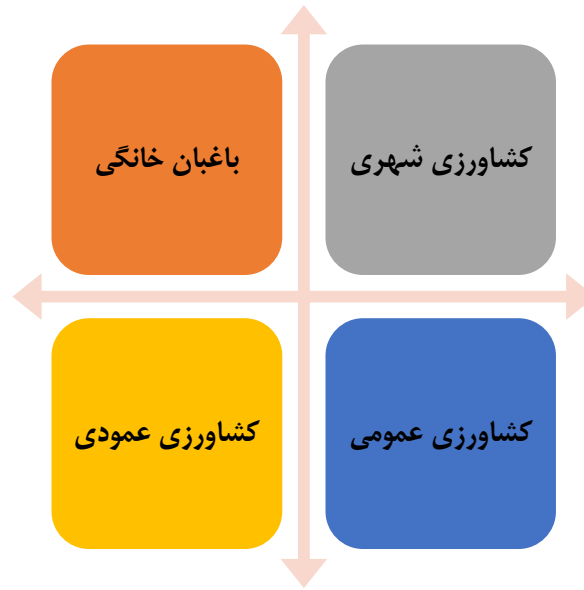 کشاورزی شهری
باغبان خانگی
کشاورزی عمومی
کشاورزی عمودی